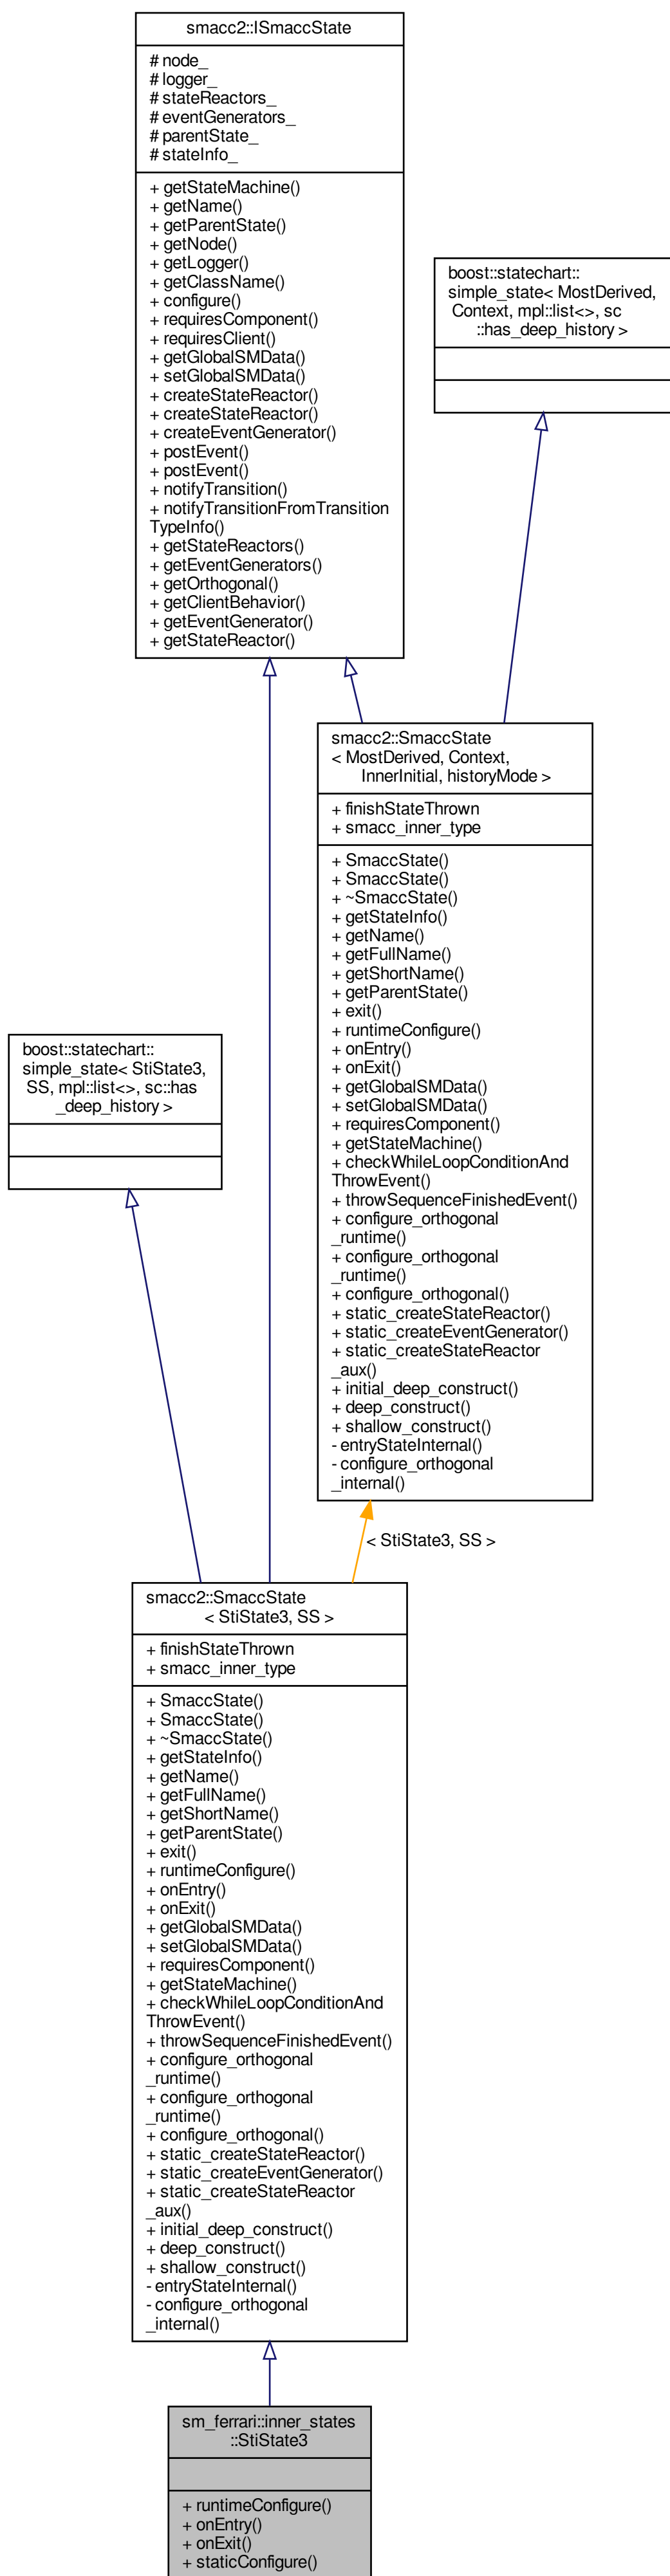 smacc2::ISmaccState
# node_
# logger_
# stateReactors_
# eventGenerators_
# parentState_
# stateInfo_
+ getStateMachine()
+ getName()
+ getParentState()
+ getNode()
+ getLogger()
+ getClassName()
+ configure()
+ requiresComponent()
+ requiresClient()
+ getGlobalSMData()
+ setGlobalSMData()
+ createStateReactor()
+ createStateReactor()
+ createEventGenerator()
+ postEvent()
+ postEvent()
+ notifyTransition()
+ notifyTransitionFromTransition
TypeInfo()
+ getStateReactors()
+ getEventGenerators()
+ getOrthogonal()
+ getClientBehavior()
+ getEventGenerator()
+ getStateReactor()
boost::statechart::
simple_state< MostDerived,
Context, mpl::list<>, sc
::has_deep_history >
smacc2::SmaccState
< MostDerived, Context,
InnerInitial, historyMode >
+ finishStateThrown
+ smacc_inner_type
+ SmaccState()
+ SmaccState()
+ ~SmaccState()
+ getStateInfo()
+ getName()
+ getFullName()
+ getShortName()
+ getParentState()
+ exit()
+ runtimeConfigure()
+ onEntry()
+ onExit()
+ getGlobalSMData()
+ setGlobalSMData()
+ requiresComponent()
+ getStateMachine()
+ checkWhileLoopConditionAnd
ThrowEvent()
+ throwSequenceFinishedEvent()
+ configure_orthogonal
_runtime()
+ configure_orthogonal
_runtime()
+ configure_orthogonal()
+ static_createStateReactor()
+ static_createEventGenerator()
+ static_createStateReactor
_aux()
+ initial_deep_construct()
+ deep_construct()
+ shallow_construct()
- entryStateInternal()
- configure_orthogonal
_internal()
boost::statechart::
simple_state< StiState3,
SS, mpl::list<>, sc::has
_deep_history >
< StiState3, SS >
smacc2::SmaccState
< StiState3, SS >
+ finishStateThrown
+ smacc_inner_type
+ SmaccState()
+ SmaccState()
+ ~SmaccState()
+ getStateInfo()
+ getName()
+ getFullName()
+ getShortName()
+ getParentState()
+ exit()
+ runtimeConfigure()
+ onEntry()
+ onExit()
+ getGlobalSMData()
+ setGlobalSMData()
+ requiresComponent()
+ getStateMachine()
+ checkWhileLoopConditionAnd
ThrowEvent()
+ throwSequenceFinishedEvent()
+ configure_orthogonal
_runtime()
+ configure_orthogonal
_runtime()
+ configure_orthogonal()
+ static_createStateReactor()
+ static_createEventGenerator()
+ static_createStateReactor
_aux()
+ initial_deep_construct()
+ deep_construct()
+ shallow_construct()
- entryStateInternal()
- configure_orthogonal
_internal()
sm_ferrari::inner_states
::StiState3
+ runtimeConfigure()
+ onEntry()
+ onExit()
+ staticConfigure()